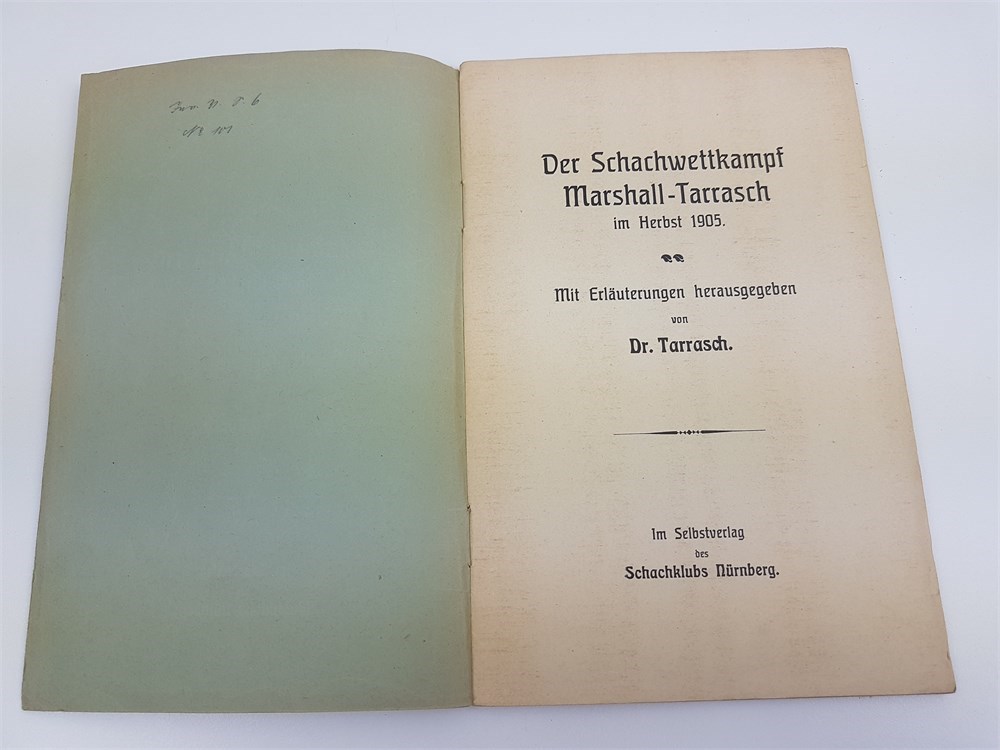 Der Schachwettkampf
Marshall-Tarrasch
im Herbst 1905.
Mit Erläuterungen herausgegeben
von
Dr. Tarrasch.
Im Selbstverlag
des
Schachklubs Nürnberg.